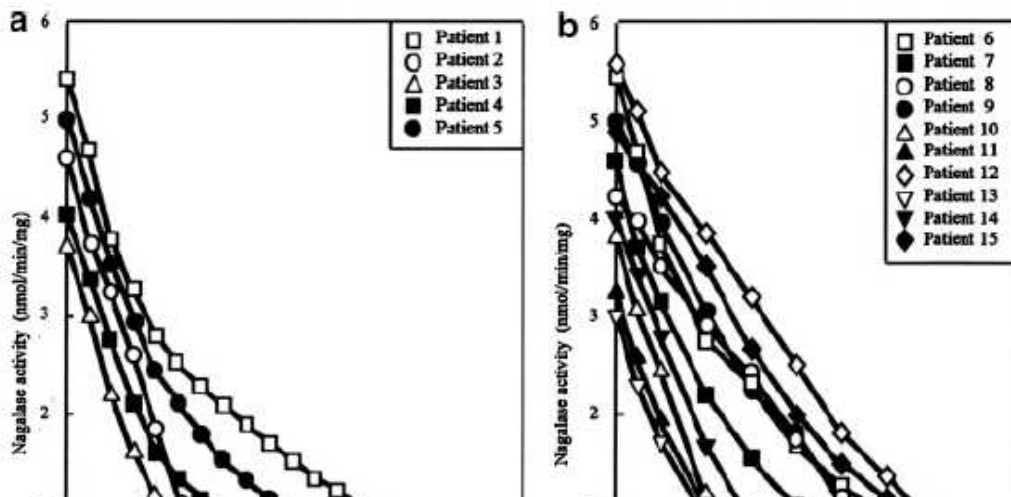 a
6
5
4
3
2
Nagalase activity (nmol/min/mg)
Patient 1
Patient 2
Patient 3
Patient 4
Patient 5
b
6
5
4
3
2
Nagalase activity (nmol/min/mg)
Patient 6
Patient 7
Patient 8
Patient 9
Patient 10
Patient 11
Patient 12
Patient 13
Patient 14
Patient 15